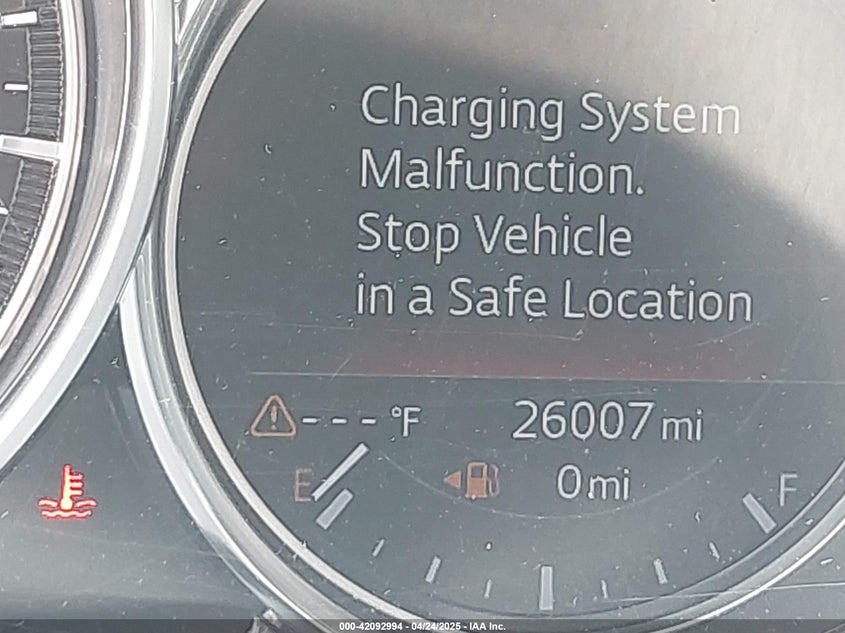 Charging System
Malfunction.
Stop Vehicle
in a Safe Location
---°F 26007 mi
E 0 mi F
000-42092994 - 04/24/2025 - IAA Inc.